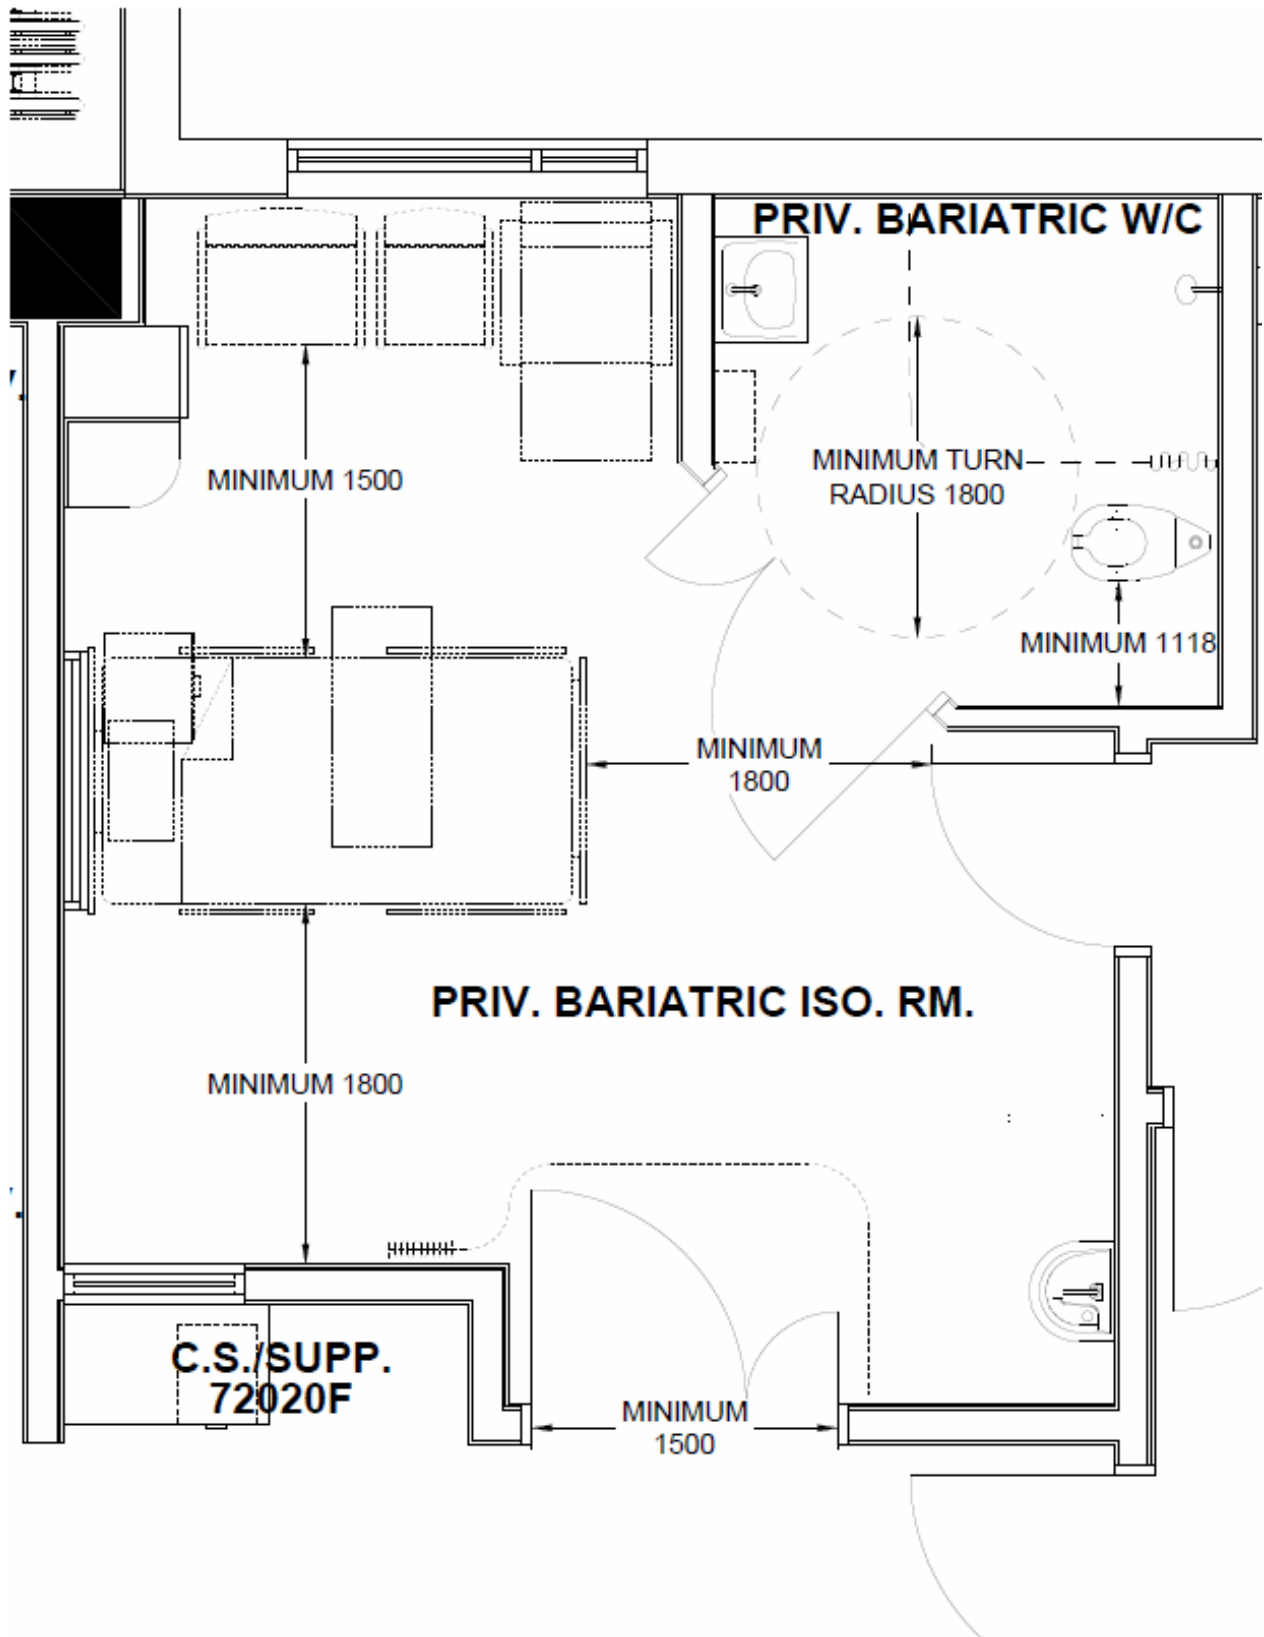 PRIV. BARIATRIC W/C
MINIMUM 1500
MINIMUM TURN
RADIUS 1800
MINIMUM 1118
MINIMUM
1800
PRIV. BARIATRIC ISO. RM.
MINIMUM 1800
C.S./SUPP.
72020F
MINIMUM
1500